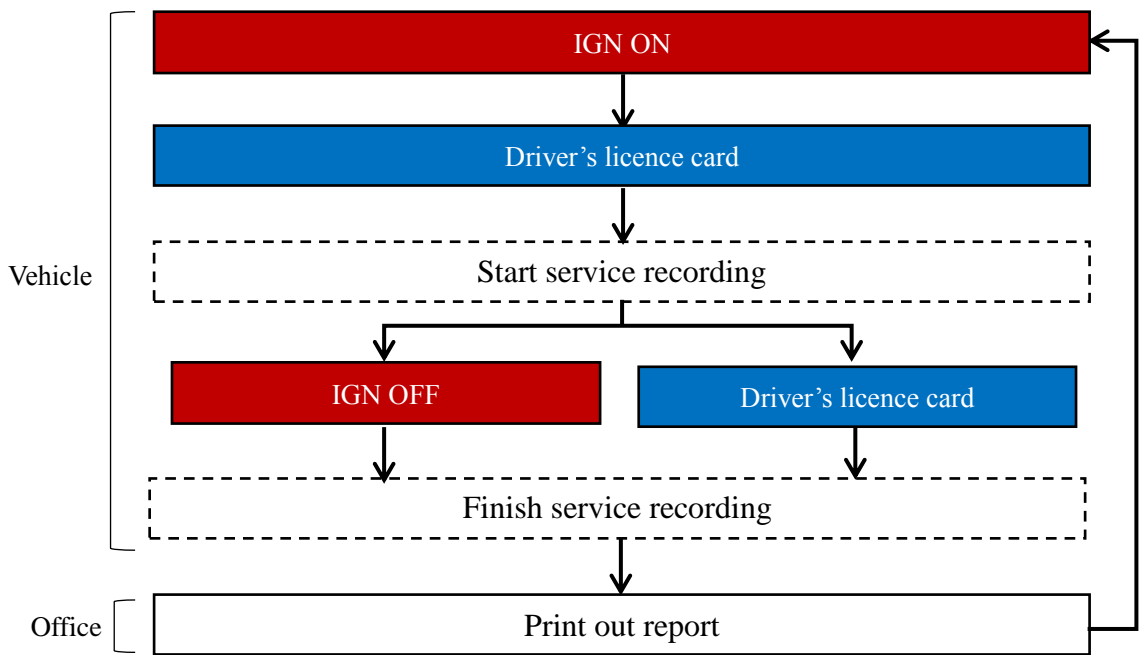 IGN ON
Driver’s licence card
Start service recording
Vehicle
IGN OFF
Driver’s licence card
Finish service recording
Office
Print out report